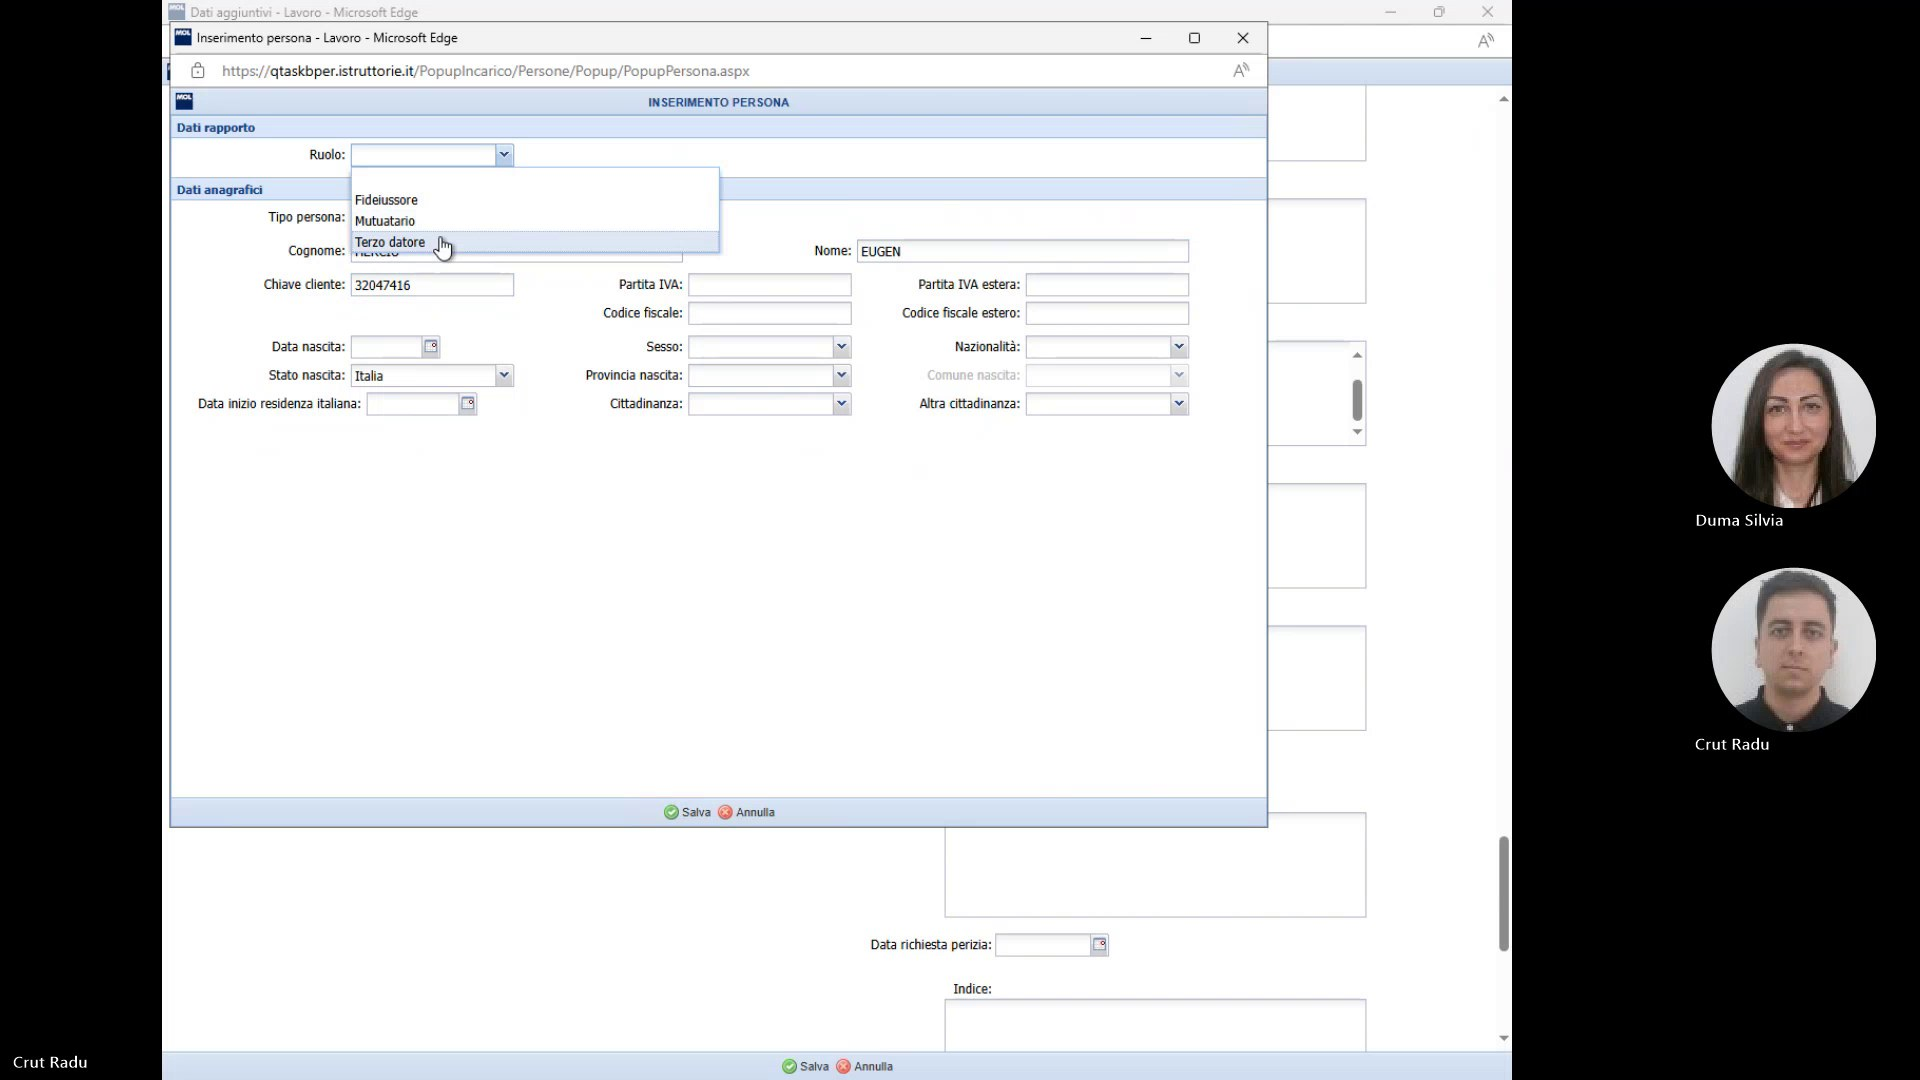 Dati aggiuntivi - Lavoro - Microsoft Edge
Inserimento persona - Lavoro - Microsoft Edge
https://qtaskbper.istruttorie.it/PopupIncarico/Persone/Popup/PopupPersona.aspx
MOL
INSERIMENTO PERSONA
Dati rapporto
Ruolo:
Fideiussore
Mutuatario
Terzo datore
Dati anagrafici
Tipo persona:
Cognome:
Nome: EUGEN
Chiave cliente: 32047416
Partita IVA:
Partita IVA estera:
Codice fiscale:
Codice fiscale estero:
Data nascita:
Sesso:
Nazionalità:
Stato nascita: Italia
Provincia nascita:
Comune nascita:
Data inizio residenza italiana:
Cittadinanza:
Altra cittadinanza:
Salva Annulla
Data richiesta perizia:
Indice:
Salva Annulla
Duma Silvia
Crut Radu
Crut Radu